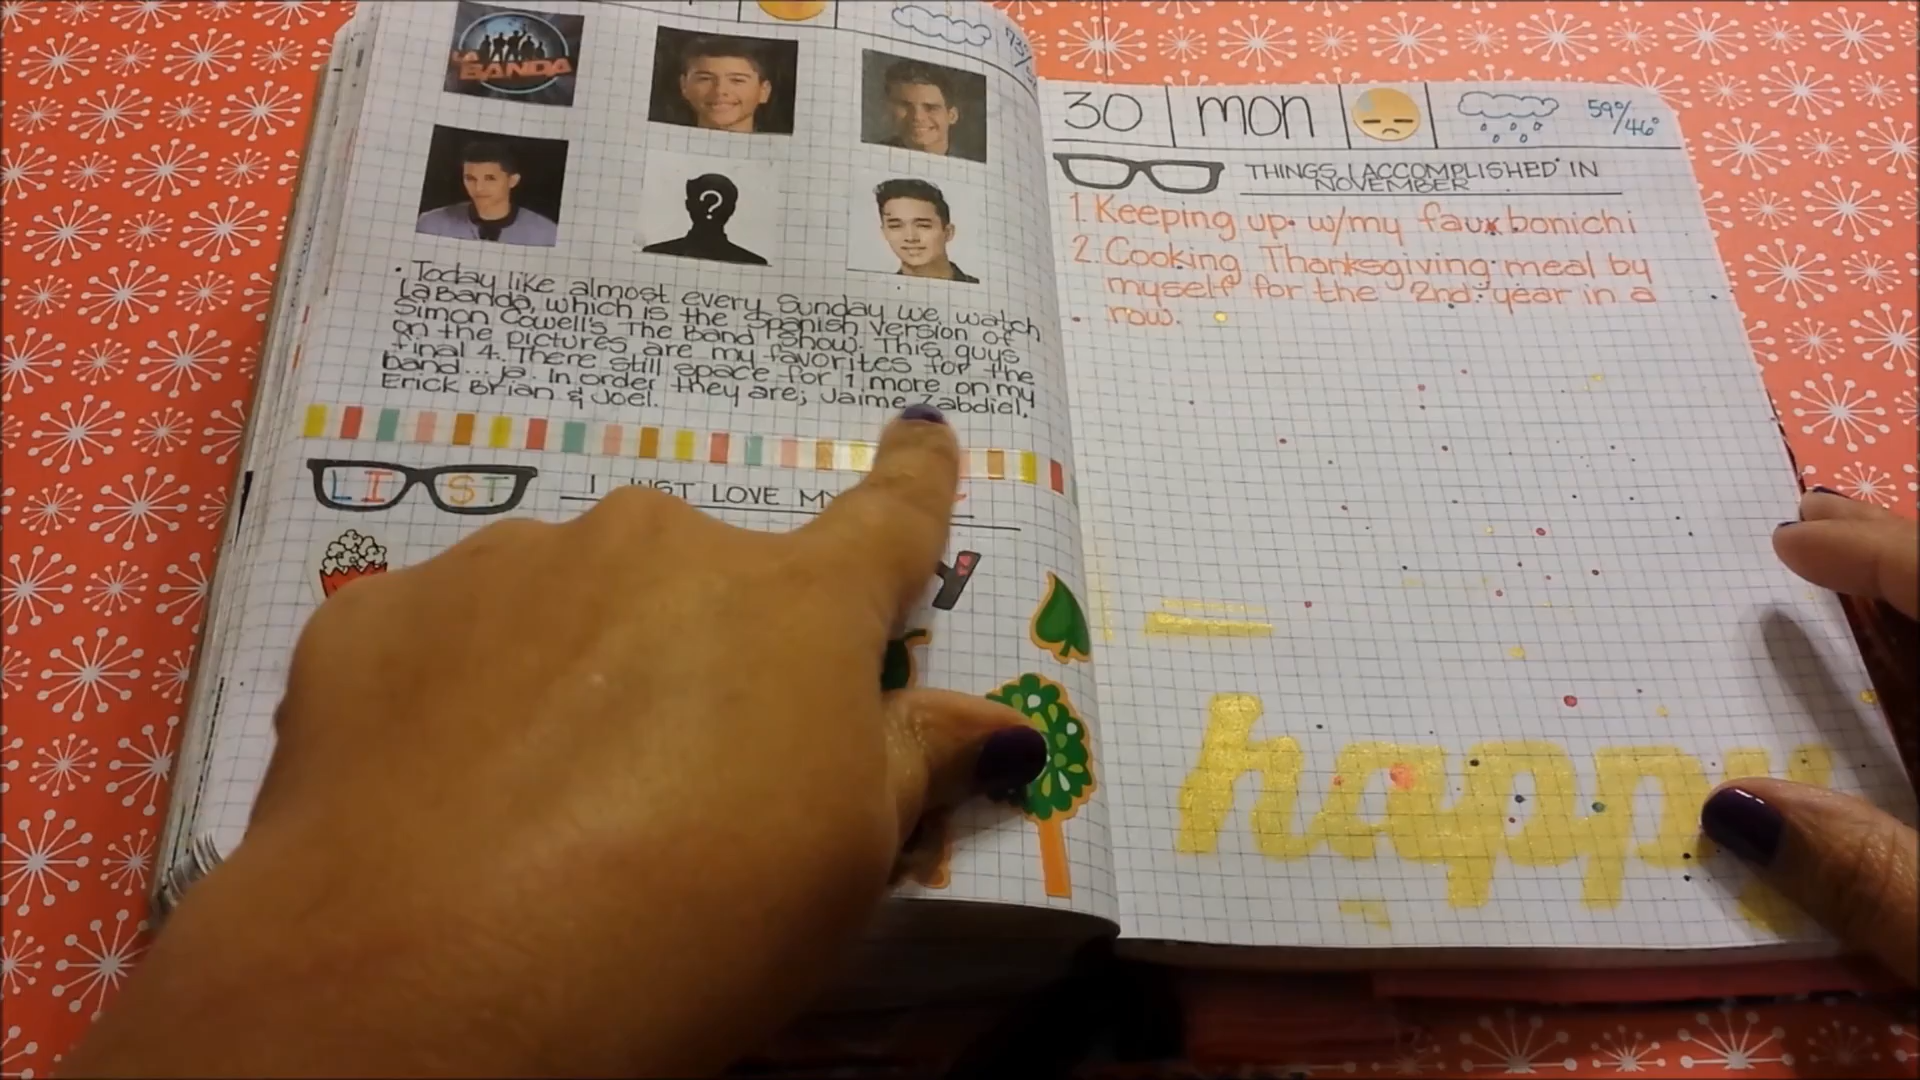 LA
BANDA
73°/
?
• Today like almost every Sunday we watch
La Banda, which is the Spanish Version of
Simon Cowell's The Band Show. This guys
on the pictures are my favorites for the
final 4. There still space for 1 more on my
band... ja. In order they are; Jaime Zabdiel,
Erick Brian & Joel.
LIST
I JUST LOVE MY
30 mon 59°/46°
THINGS I ACCOMPLISHED IN
NOVEMBER
1. Keeping up w/my faux bonichi
2. Cooking Thanksgiving meal by
myself for the 2nd year in a
row.
happy